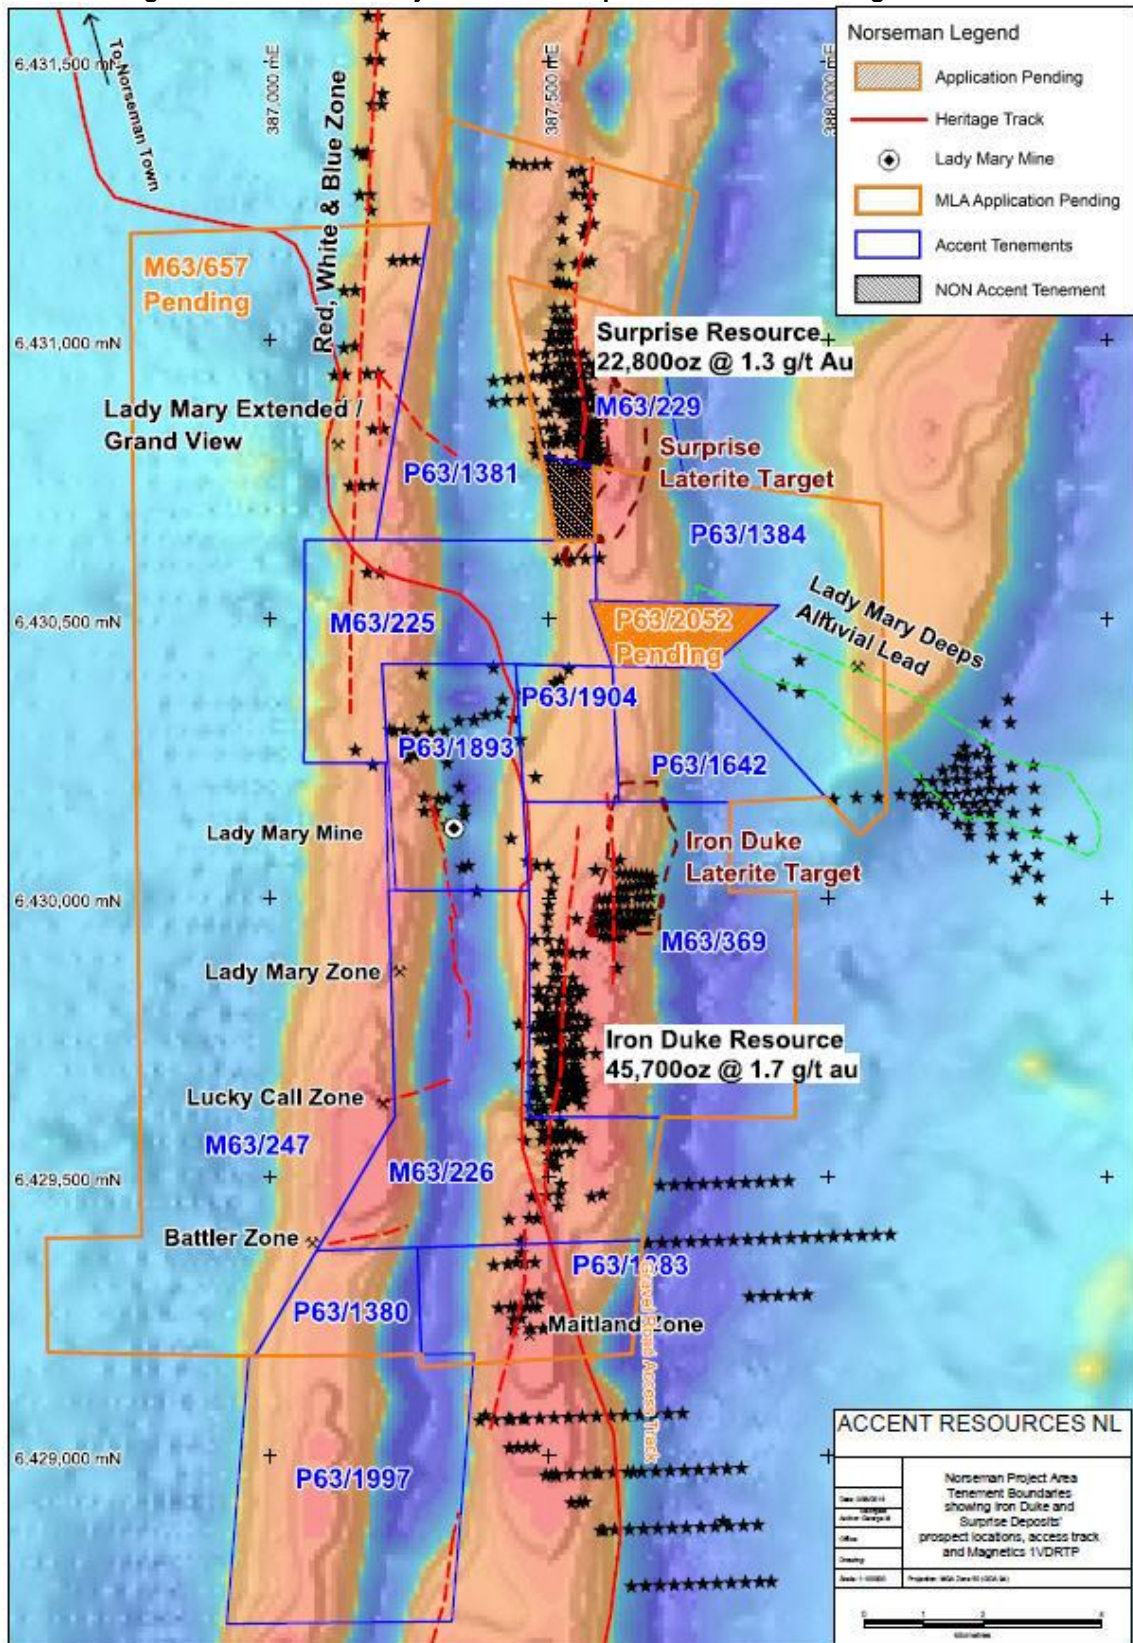 6,431,500 mN
To Norseman Town
387,000 mE
387,500 mE
388,000 mE
Red, White & Blue Zone
Norseman Legend
Application Pending
Heritage Track
Lady Mary Mine
MLA Application Pending
Accent Tenements
NON Accent Tenement
M63/657
Pending
6,431,000 mN
Surprise Resource
22,800oz @ 1.3 g/t Au
M63/229
Lady Mary Extended /
Grand View
P63/1381
Surprise
Laterite Target
P63/1384
6,430,500 mN
M63/225
P63/2052
Pending
Lady Mary Deeps
Alluvial Lead
P63/1904
P63/1893
P63/1642
Lady Mary Mine
Iron Duke
Laterite Target
6,430,000 mN
M63/369
Lady Mary Zone
Iron Duke Resource
45,700oz @ 1.7 g/t au
Lucky Call Zone
M63/247
M63/226
6,429,500 mN
Battler Zone
P63/1380
P63/1383
Maitland Zone
Gravel Road Access Track
6,429,000 mN
P63/1997
ACCENT RESOURCES NL
Norseman Project Area
Tenement Boundaries
showing Iron Duke and
Surprise Deposits'
prospect locations, access track
and Magnetics 1VDRTP